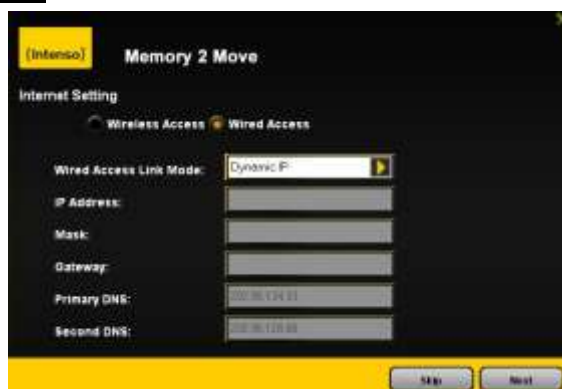 (Intenso)
Memory 2 Move
Internet Setting
Wireless Access Wired Access
Wired Access Link Mode: Dynamic IP
IP Address:
Mask:
Gateway:
Primary DNS:
Second DNS:
Skip Next